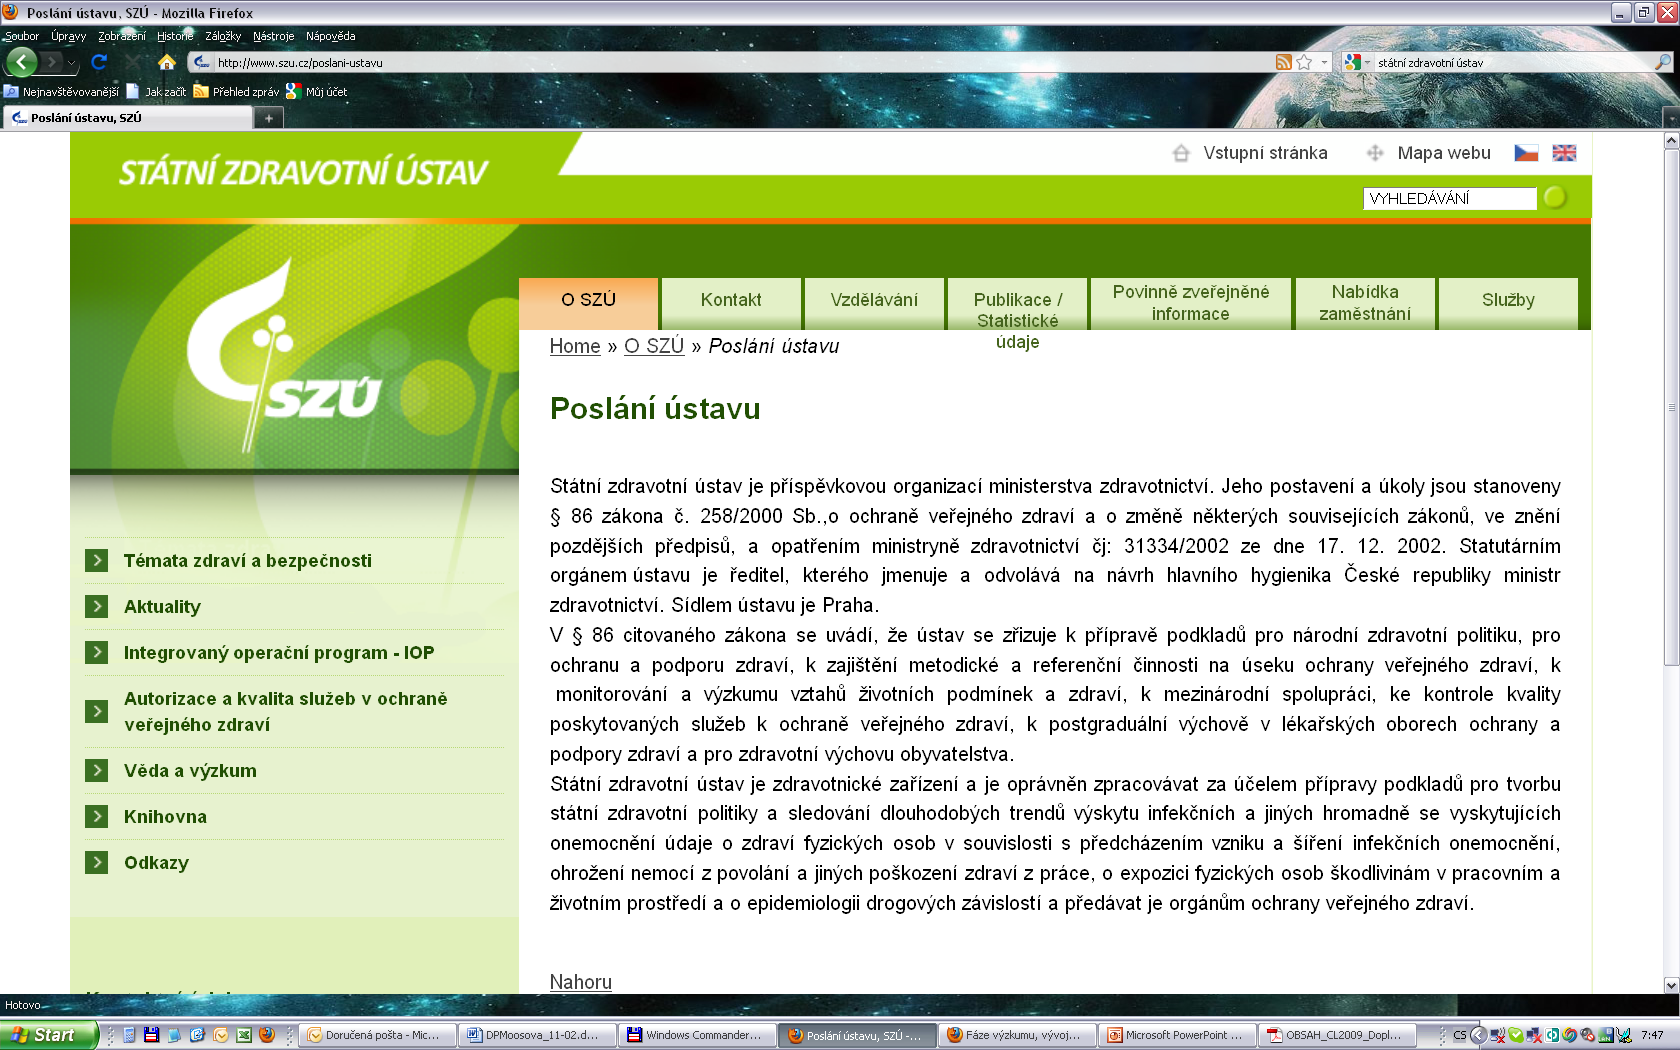 Poslání ústavu, SZÚ - Mozilla Firefox
Soubor Úpravy Zobrazení Historie Záložky Nástroje Nápověda
http://www.szu.cz/poslani-ustavu
státní zdravotní ústav
Nejnavštěvovanější Jak začít Přehled zpráv Můj účet
Poslání ústavu, SZÚ
STÁTNÍ ZDRAVOTNÍ ÚSTAV
Vstupní stránka Mapa webu
VYHLEDÁVÁNÍ
SZÚ
O SZÚ
Kontakt
Vzdělávání
Publikace /
Statistické
údaje
Povinně zveřejněné
informace
Nabídka
zaměstnání
Služby
Home » O SZÚ » Poslání ústavu
Poslání ústavu
Státní zdravotní ústav je příspěvkovou organizací ministerstva zdravotnictví. Jeho postavení a úkoly jsou stanoveny
§ 86 zákona č. 258/2000 Sb.,o ochraně veřejného zdraví a o změně některých souvisejících zákonů, ve znění
pozdějších předpisů, a opatřením ministryně zdravotnictví čj: 31334/2002 ze dne 17. 12. 2002. Statutárním
orgánem ústavu je ředitel, kterého jmenuje a odvolává na návrh hlavního hygienika České republiky ministr
zdravotnictví. Sídlem ústavu je Praha.
V § 86 citovaného zákona se uvádí, že ústav se zřizuje k přípravě podkladů pro národní zdravotní politiku, pro
ochranu a podporu zdraví, k zajištění metodické a referenční činnosti na úseku ochrany veřejného zdraví, k
monitorování a výzkumu vztahů životních podmínek a zdraví, k mezinárodní spolupráci, ke kontrole kvality
poskytovaných služeb k ochraně veřejného zdraví, k postgraduální výchově v lékařských oborech ochrany a
podpory zdraví a pro zdravotní výchovu obyvatelstva.
Státní zdravotní ústav je zdravotnické zařízení a je oprávněn zpracovávat za účelem přípravy podkladů pro tvorbu
státní zdravotní politiky a sledování dlouhodobých trendů výskytu infekčních a jiných hromadně se vyskytujících
onemocnění údaje o zdraví fyzických osob v souvislosti s předcházením vzniku a šíření infekčních onemocnění,
ohrožení nemocí z povolání a jiných poškození zdraví z práce, o expozici fyzických osob škodlivinám v pracovním a
životním prostředí a o epidemiologii drogových závislostí a předávat je orgánům ochrany veřejného zdraví.
Nahoru
Témata zdraví a bezpečnosti
Aktuality
Integrovaný operační program - IOP
Autorizace a kvalita služeb v ochraně
veřejného zdraví
Věda a výzkum
Knihovna
Odkazy
Hotovo
Start
Doručená pošta - Mic...
DPMoosova_11-02.d...
Windows Commander...
Poslání ústavu, SZÚ -...
Fáze výzkumu, vývoj...
Microsoft PowerPoint ...
OBSAH_CL2009_Dopl...
CS
7:47